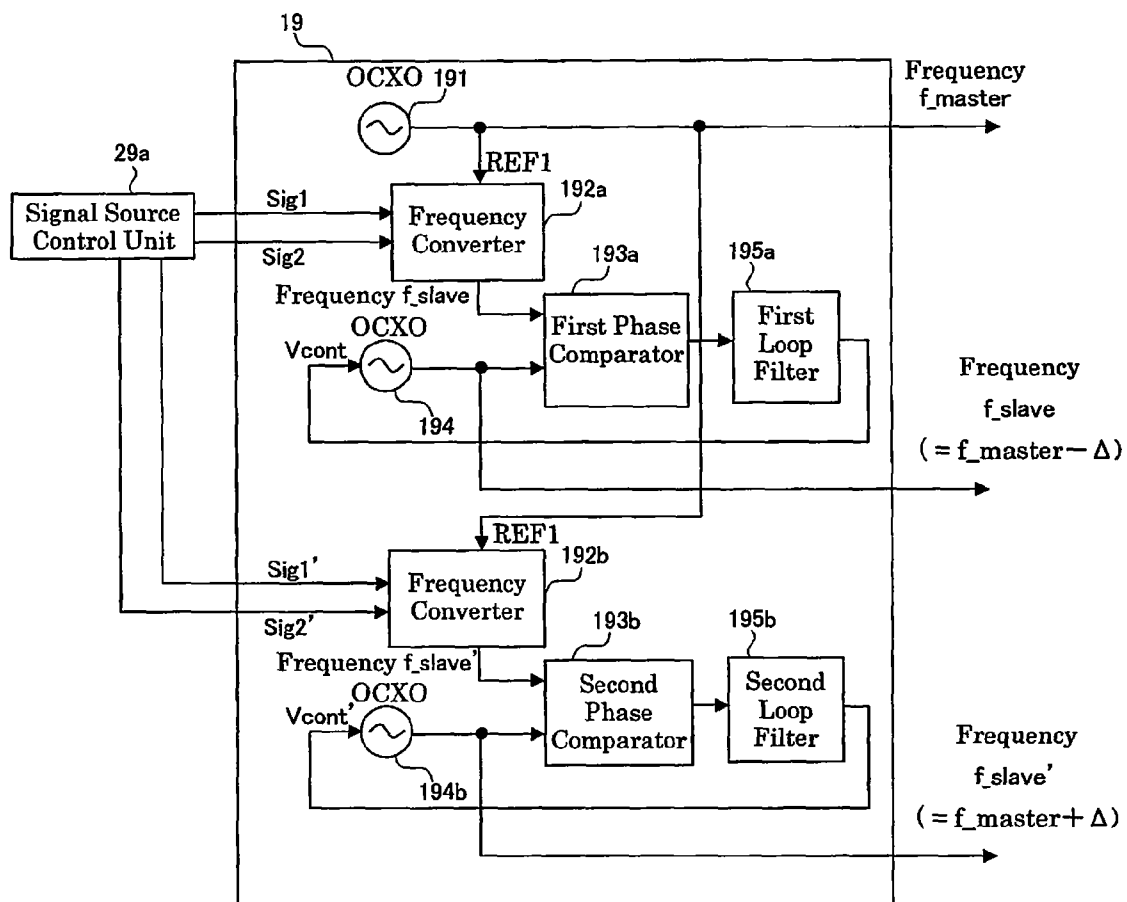 19
OCXO
191
Frequency
f_master
REF1
29a
Signal Source
Control Unit
Sig1
Sig2
192a
Frequency
Converter
Frequency f_slave
193a
First Phase
Comparator
195a
First
Loop
Filter
OCXO
Vcont
194
Frequency
f_slave
(=f_master－Δ)
REF1
192b
Frequency
Converter
Sig1'
Sig2'
Frequency f_slave'
193b
Second
Phase
Comparator
195b
Second
Loop
Filter
OCXO
Vcont'
194b
Frequency
f_slave'
(=f_master＋Δ)